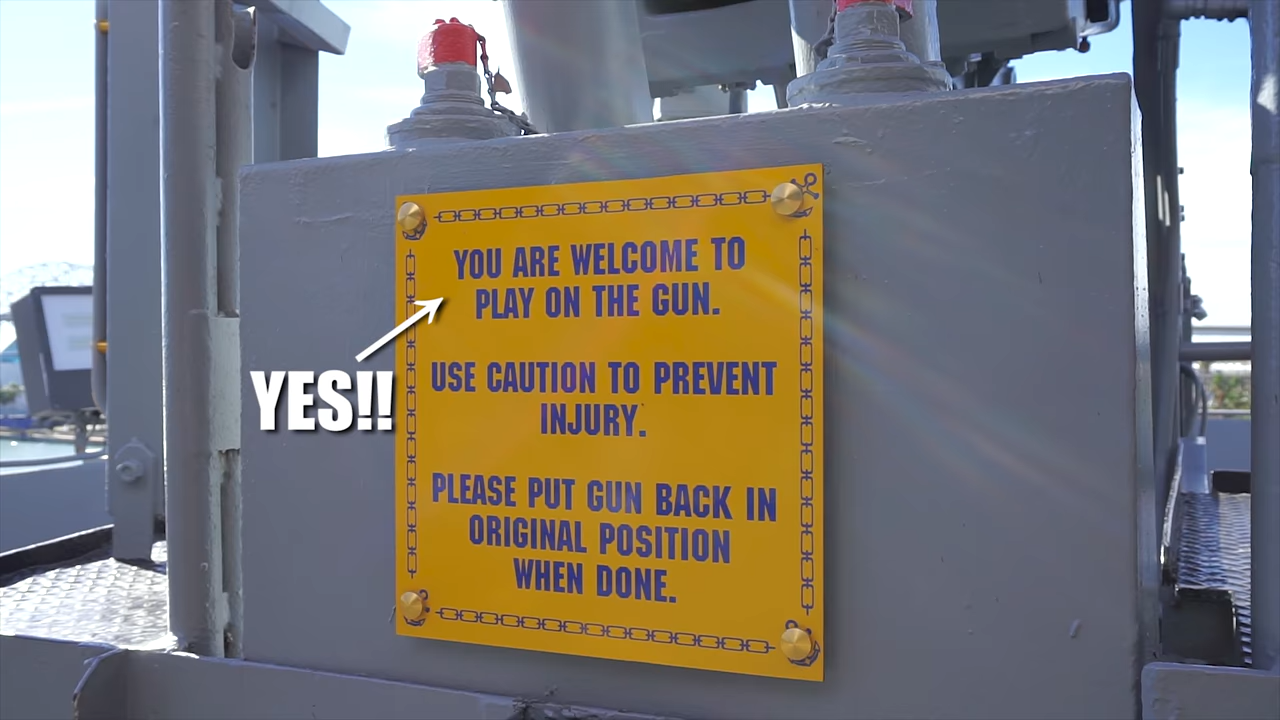 YOU ARE WELCOME TO
PLAY ON THE GUN.
YES!!
USE CAUTION TO PREVENT
INJURY.
PLEASE PUT GUN BACK IN
ORIGINAL POSITION
WHEN DONE.